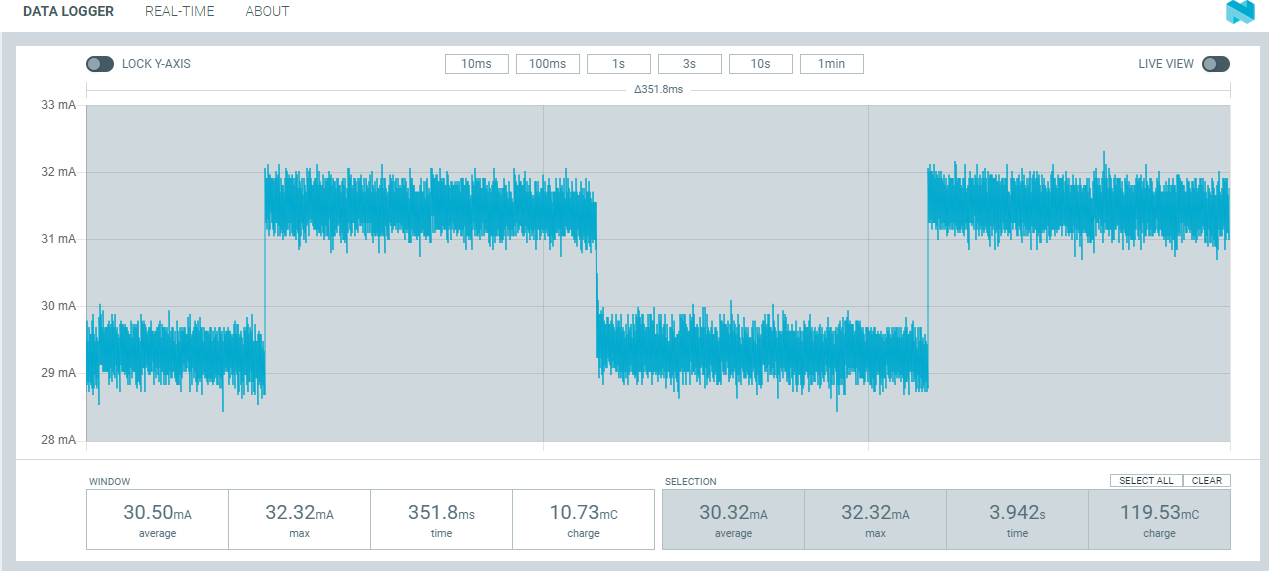 DATA LOGGER REAL-TIME ABOUT
LOCK Y-AXIS 10ms 100ms 1s 3s 10s 1min LIVE VIEW
Δ351.8ms
33 mA
32 mA
31 mA
30 mA
29 mA
28 mA
WINDOW SELECTION SELECT ALL CLEAR
30.50mA 32.32mA 351.8ms 10.73mC 30.32mA 32.32mA 3.942s 119.53mC
average max time charge average max time charge